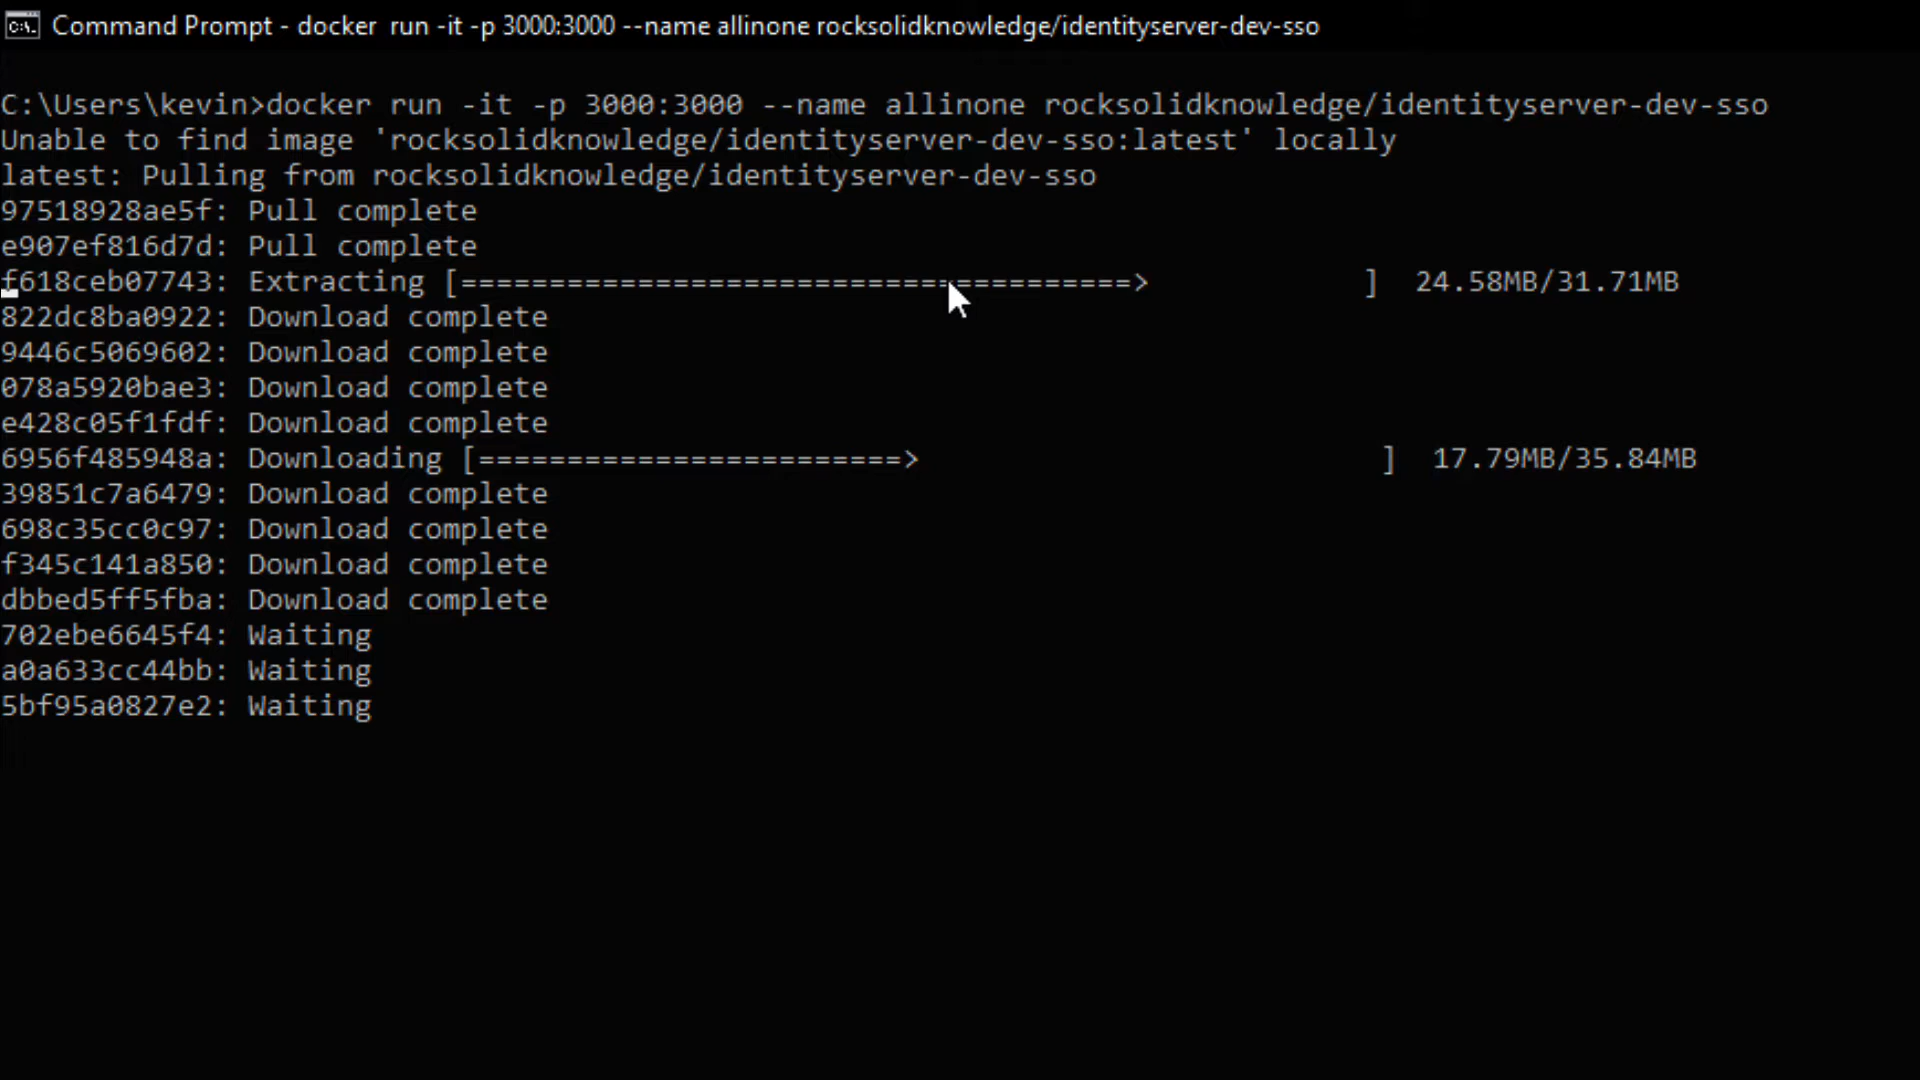 Command Prompt - docker  run -it -p 3000:3000 --name allinone rocksolidknowledge/identityserver-dev-sso
C:\Users\kevin>docker run -it -p 3000:3000 --name allinone rocksolidknowledge/identityserver-dev-sso
Unable to find image 'rocksolidknowledge/identityserver-dev-sso:latest' locally
latest: Pulling from rocksolidknowledge/identityserver-dev-sso
97518928ae5f: Pull complete
e907ef816d7d: Pull complete
f618ceb07743: Extracting [======================================>            ]  24.58MB/31.71MB
822dc8ba0922: Download complete
9446c5069602: Download complete
078a5920bae3: Download complete
e428c05f1fdf: Download complete
6956f485948a: Downloading [========================>                          ]  17.79MB/35.84MB
39851c7a6479: Download complete
698c35cc0c97: Download complete
f345c141a850: Download complete
dbbed5ff5fba: Download complete
702ebe6645f4: Waiting
a0a633cc44bb: Waiting
5bf95a0827e2: Waiting